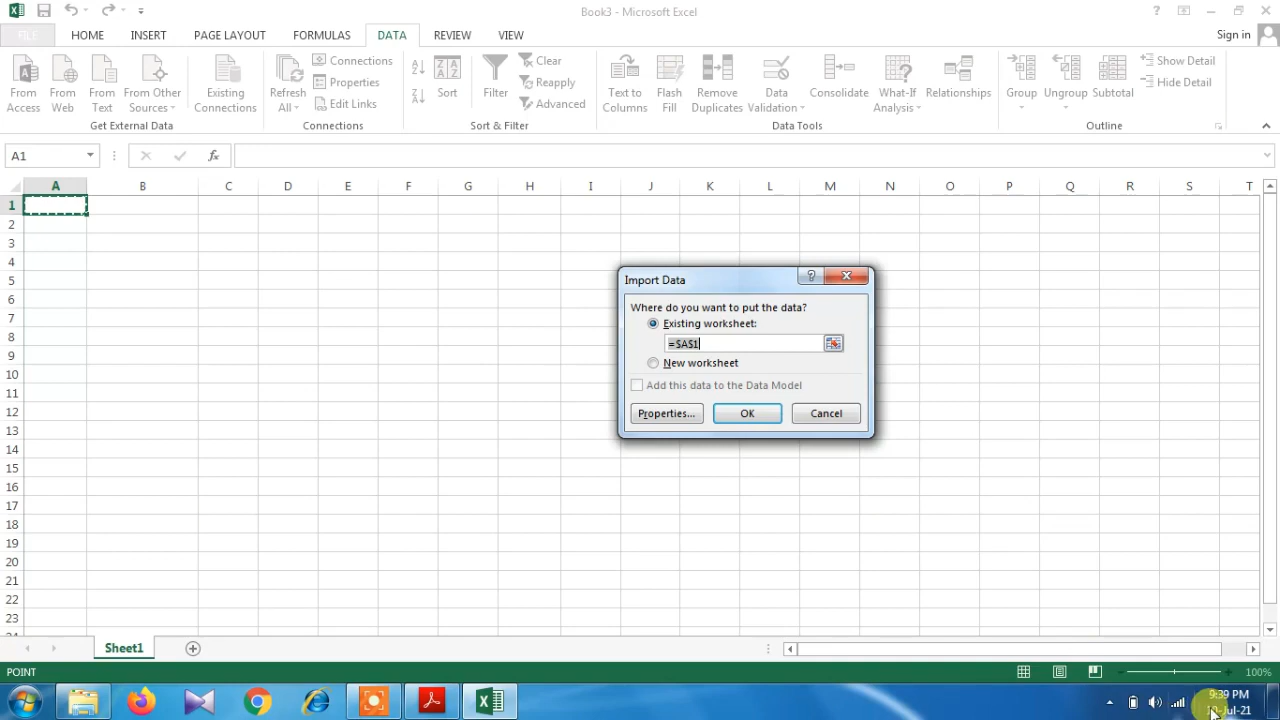 Book3 - Microsoft Excel
FILE HOME INSERT PAGE LAYOUT FORMULAS DATA REVIEW VIEW Sign in
From Access
From Web
From Text
From Other Sources
Existing Connections
Get External Data
Refresh All
Connections
Properties
Edit Links
Connections
Sort
Filter
Clear
Reapply
Advanced
Sort & Filter
Text to Columns
Flash Fill
Remove Duplicates
Data Validation
Consolidate
What-If Analysis
Relationships
Data Tools
Group
Ungroup
Subtotal
Show Detail
Hide Detail
Outline
A1
fx
A B C D E F G H I J K L M N O P Q R S T
1
2
3
4
5
6
7
8
9
10
11
12
13
14
15
16
17
18
19
20
21
22
23
Import Data
Where do you want to put the data?
Existing worksheet:
=$A$1
New worksheet
Add this data to the Data Model
Properties... OK Cancel
Sheet1
POINT 100%
9:39 PM
-Jul-21